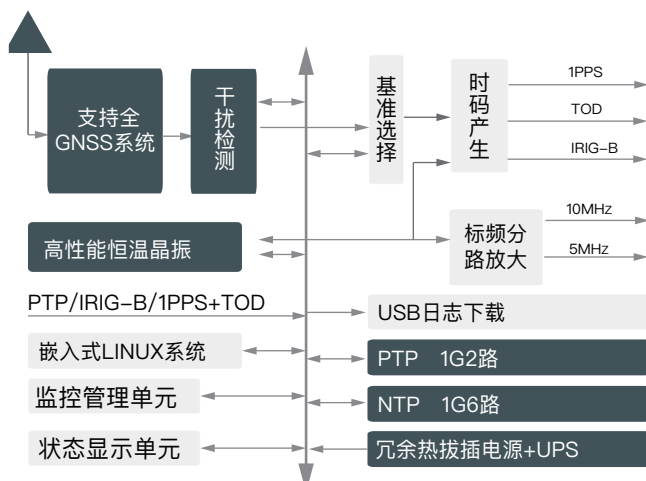 支持全
GNSS系统
干扰检测
基准选择
时码产生
1PPS
TOD
IRIG-B
高性能恒温晶振
标频分
路放大
10MHz
5MHz
PTP/IRIG-B/1PPS+TOD
USB日志下载
嵌入式LINUX系统
PTP 1G2路
监控管理单元
NTP 1G6路
状态显示单元
冗余热拔插电源+UPS